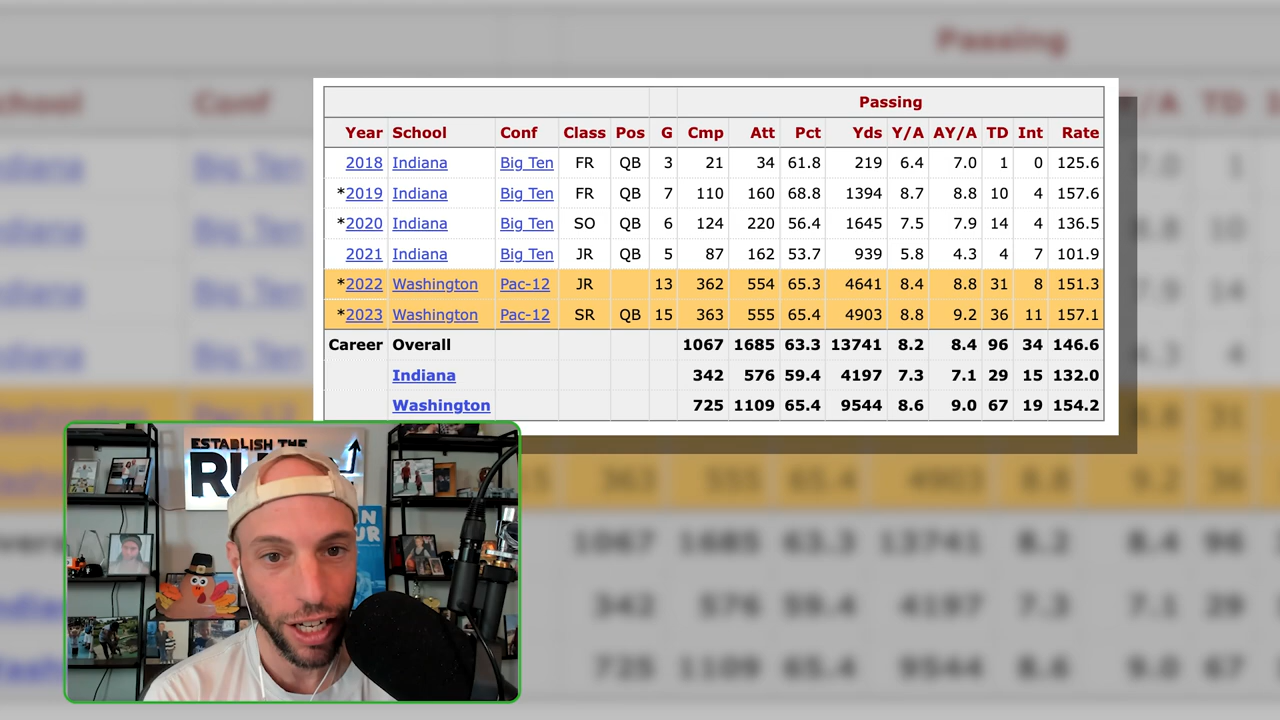 Passing
Year School Conf Class Pos G Cmp Att Pct Yds Y/A AY/A TD Int Rate
2018 Indiana Big Ten FR QB 3 21 34 61.8 219 6.4 7.0 1 0 125.6
*2019 Indiana Big Ten FR QB 7 110 160 68.8 1394 8.7 8.8 10 4 157.6
*2020 Indiana Big Ten SO QB 6 124 220 56.4 1645 7.5 7.9 14 4 136.5
2021 Indiana Big Ten JR QB 5 87 162 53.7 939 5.8 4.3 4 7 101.9
*2022 Washington Pac-12 JR 13 362 554 65.3 4641 8.4 8.8 31 8 151.3
*2023 Washington Pac-12 SR QB 15 363 555 65.4 4903 8.8 9.2 36 11 157.1
Career Overall 1067 1685 63.3 13741 8.2 8.4 96 34 146.6
Indiana 342 576 59.4 4197 7.3 7.1 29 15 132.0
Washington 725 1109 65.4 9544 8.6 9.0 67 19 154.2
ESTABLISH THE